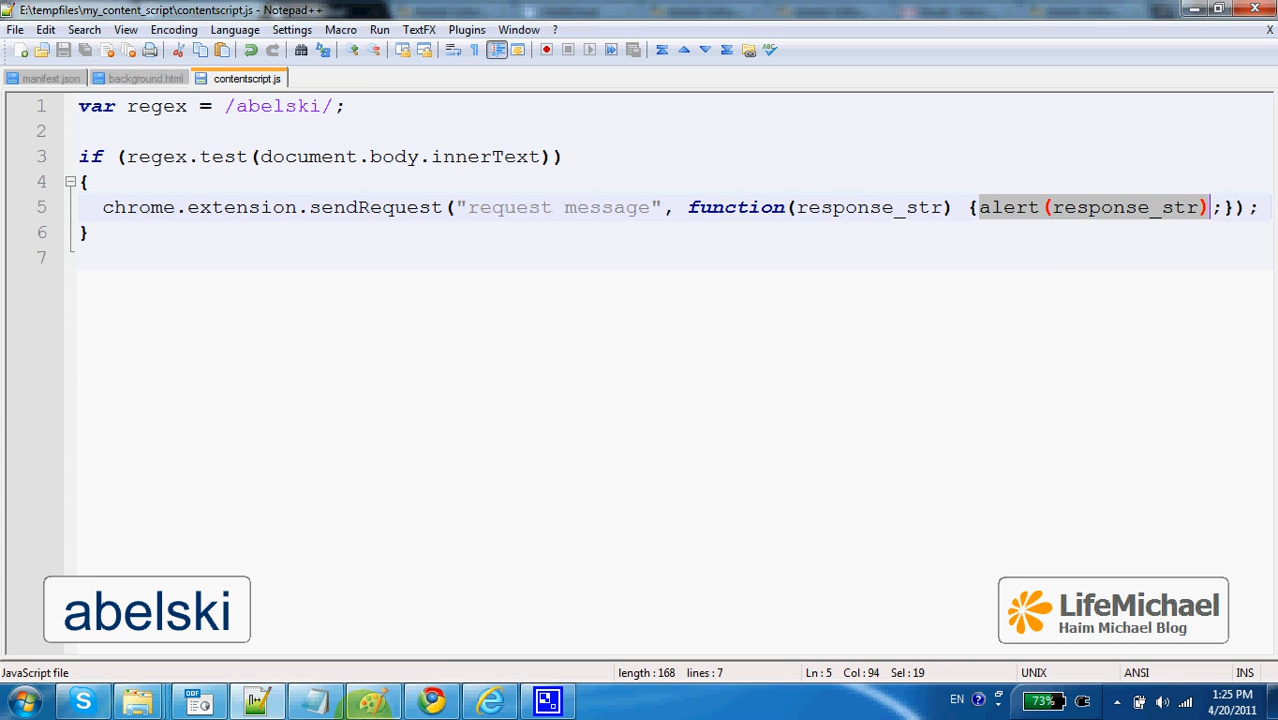 E:\tempfiles\my_content_script\contentscript.js - Notepad++
File Edit Search View Encoding Language Settings Macro Run TextFX Plugins Window ? X
manifest.json background.html contentscript.js
1 var regex = /abelski/;
2
3 if (regex.test(document.body.innerText))
4 {
5 chrome.extension.sendRequest("request message", function(response_str) {alert(response_str);});
6 }
7
abelski
LifeMichael
Haim Michael Blog
JavaScript file length : 168 lines : 7 Ln : 5 Col : 94 Sel : 19 UNIX ANSI INS
EN 73% 1:25 PM
4/20/2011